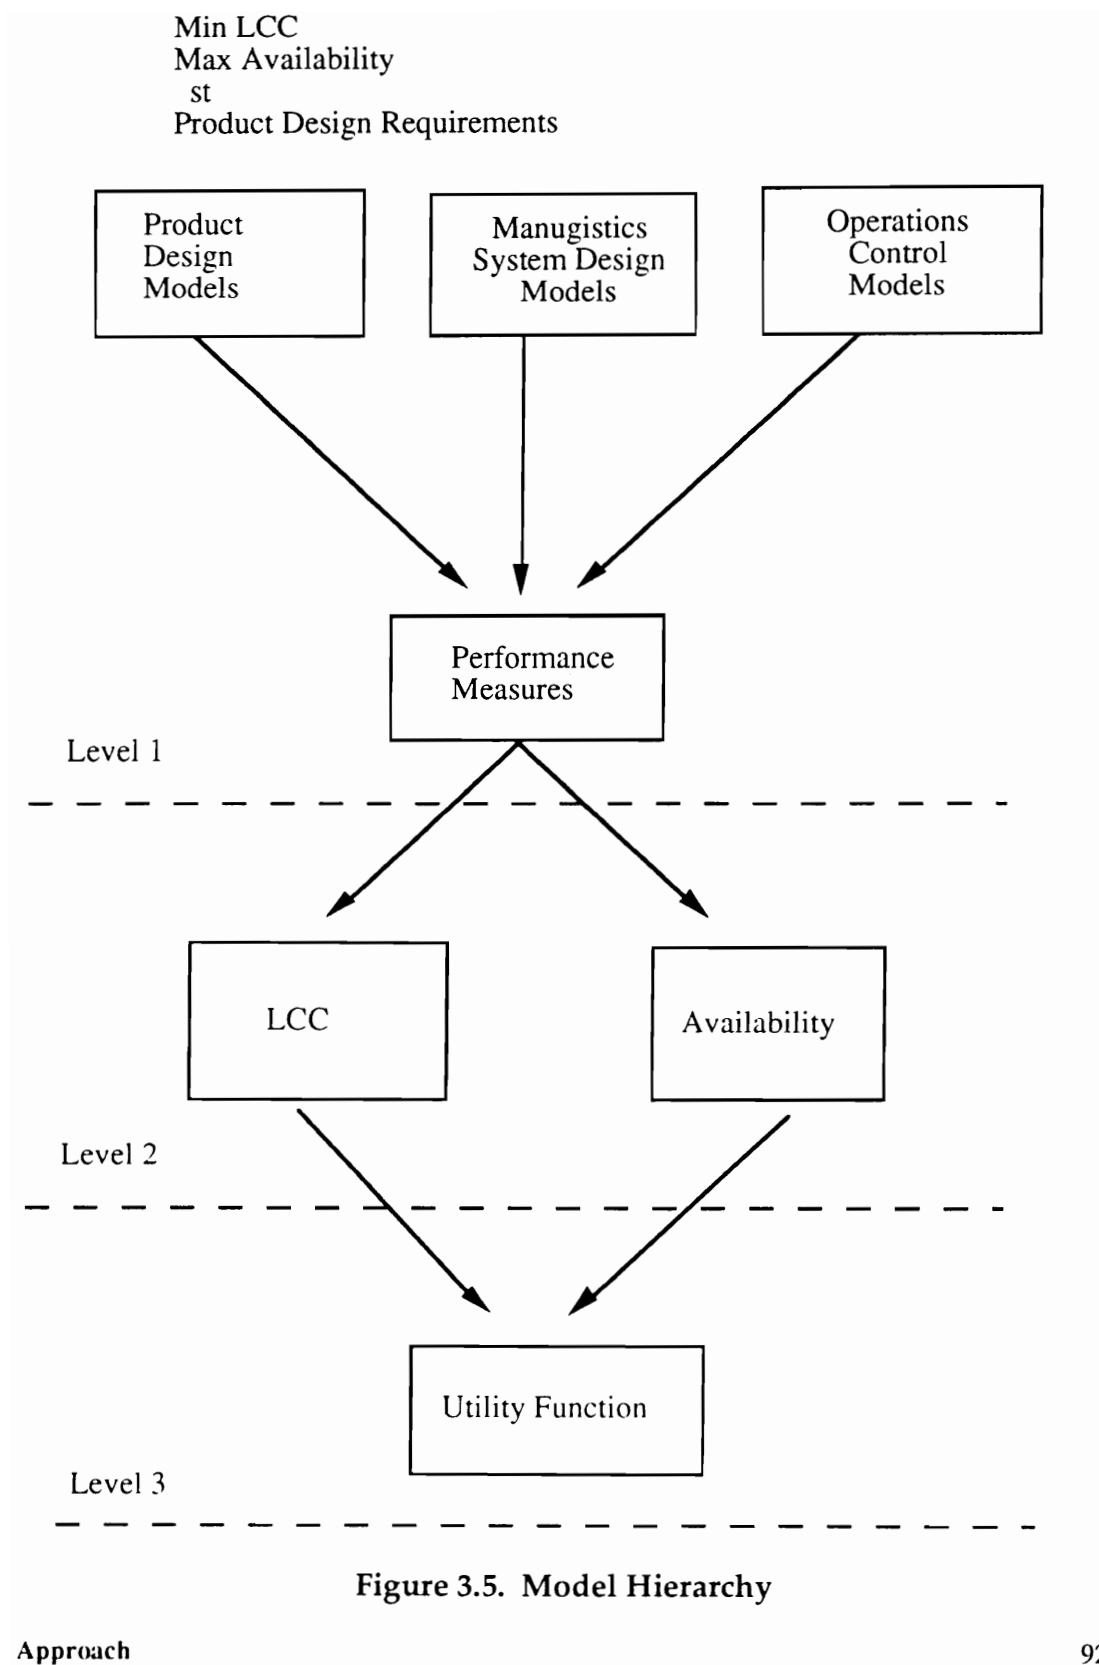 Min LCC
Max Availability
st
Product Design Requirements
Product
Design
Models
Manugistics
System Design
Models
Operations
Control
Models
Performance
Measures
Level 1
LCC
Availability
Level 2
Utility Function
Level 3
Figure 3.5. Model Hierarchy
Approach